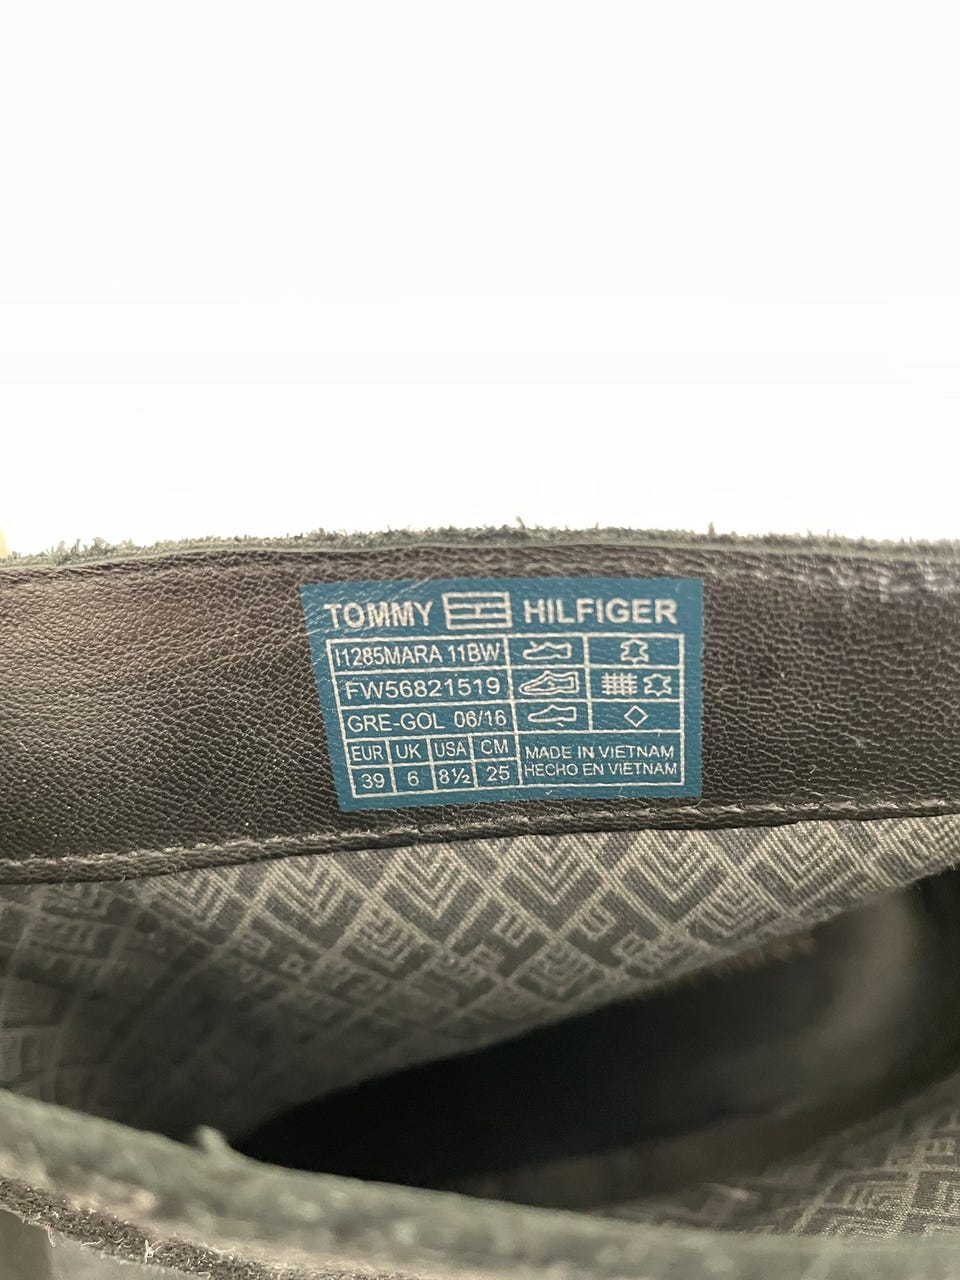 TOMMY HILFIGER
I1285MARA 11BW
FW56821519
GRE-GOL 06/16
EUR UK USA CM
39 6 8½ 25
MADE IN VIETNAM
HECHO EN VIETNAM